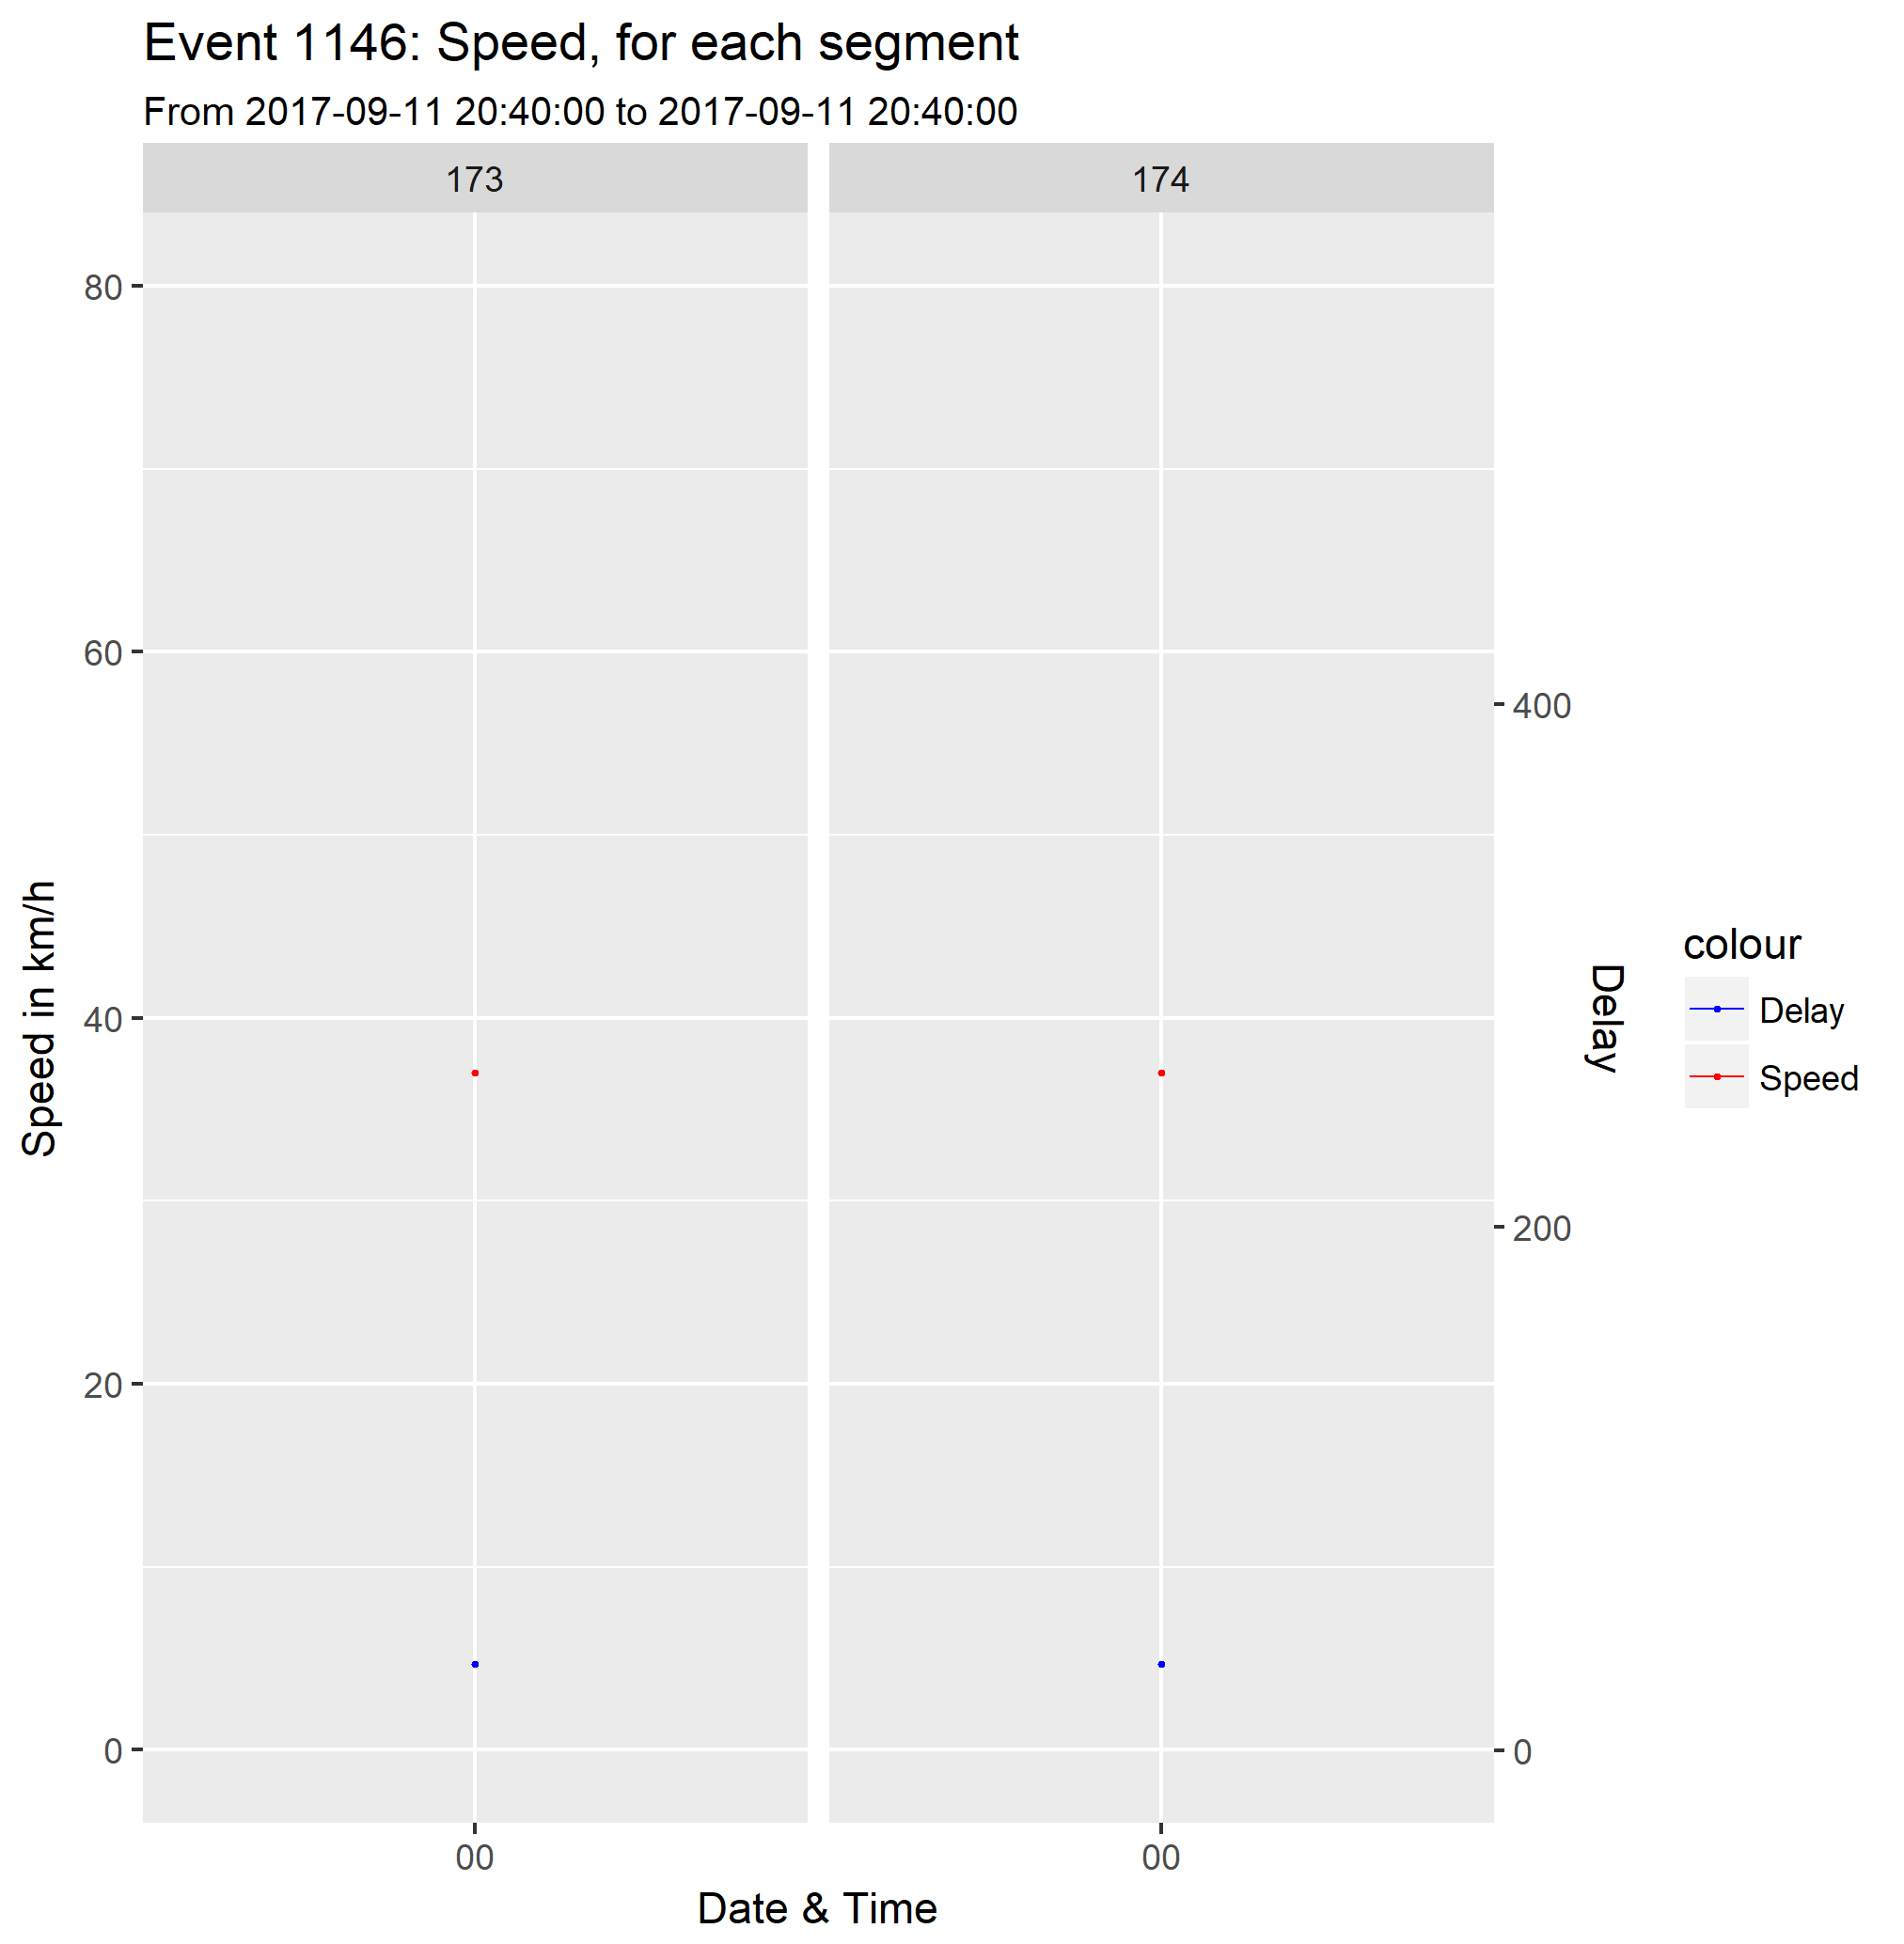 Event 1146: Speed, for each segment
From 2017-09-11 20:40:00 to 2017-09-11 20:40:00
173
174
80
60
40
20
0
Speed in km/h
400
200
0
Delay
00
00
Date & Time
colour
Delay
Speed